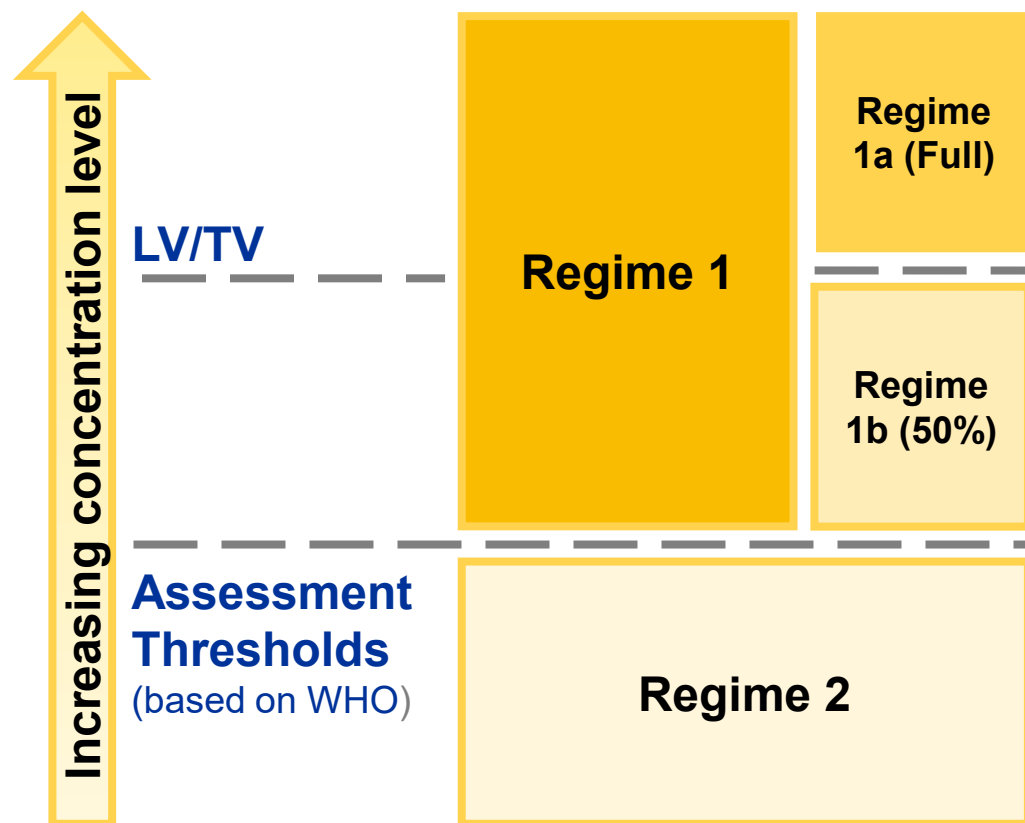 Increasing concentration level
LV/TV
Regime 1
Regime
1a (Full)
Regime
1b (50%)
Assessment
Thresholds
(based on WHO)
Regime 2